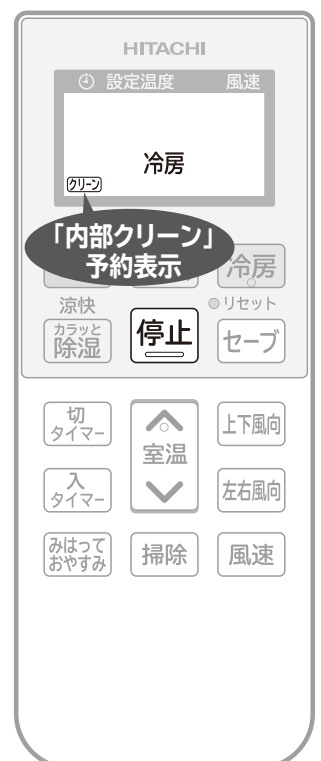 HITACHI
設定温度 風速
冷房
クリーン
「内部クリーン」
予約表示
冷房
涼快 リセット
カラッと
除湿
停止
セーブ
切
タイマー
室温
上下風向
入
タイマー
左右風向
みはって
おやすみ
掃除
風速